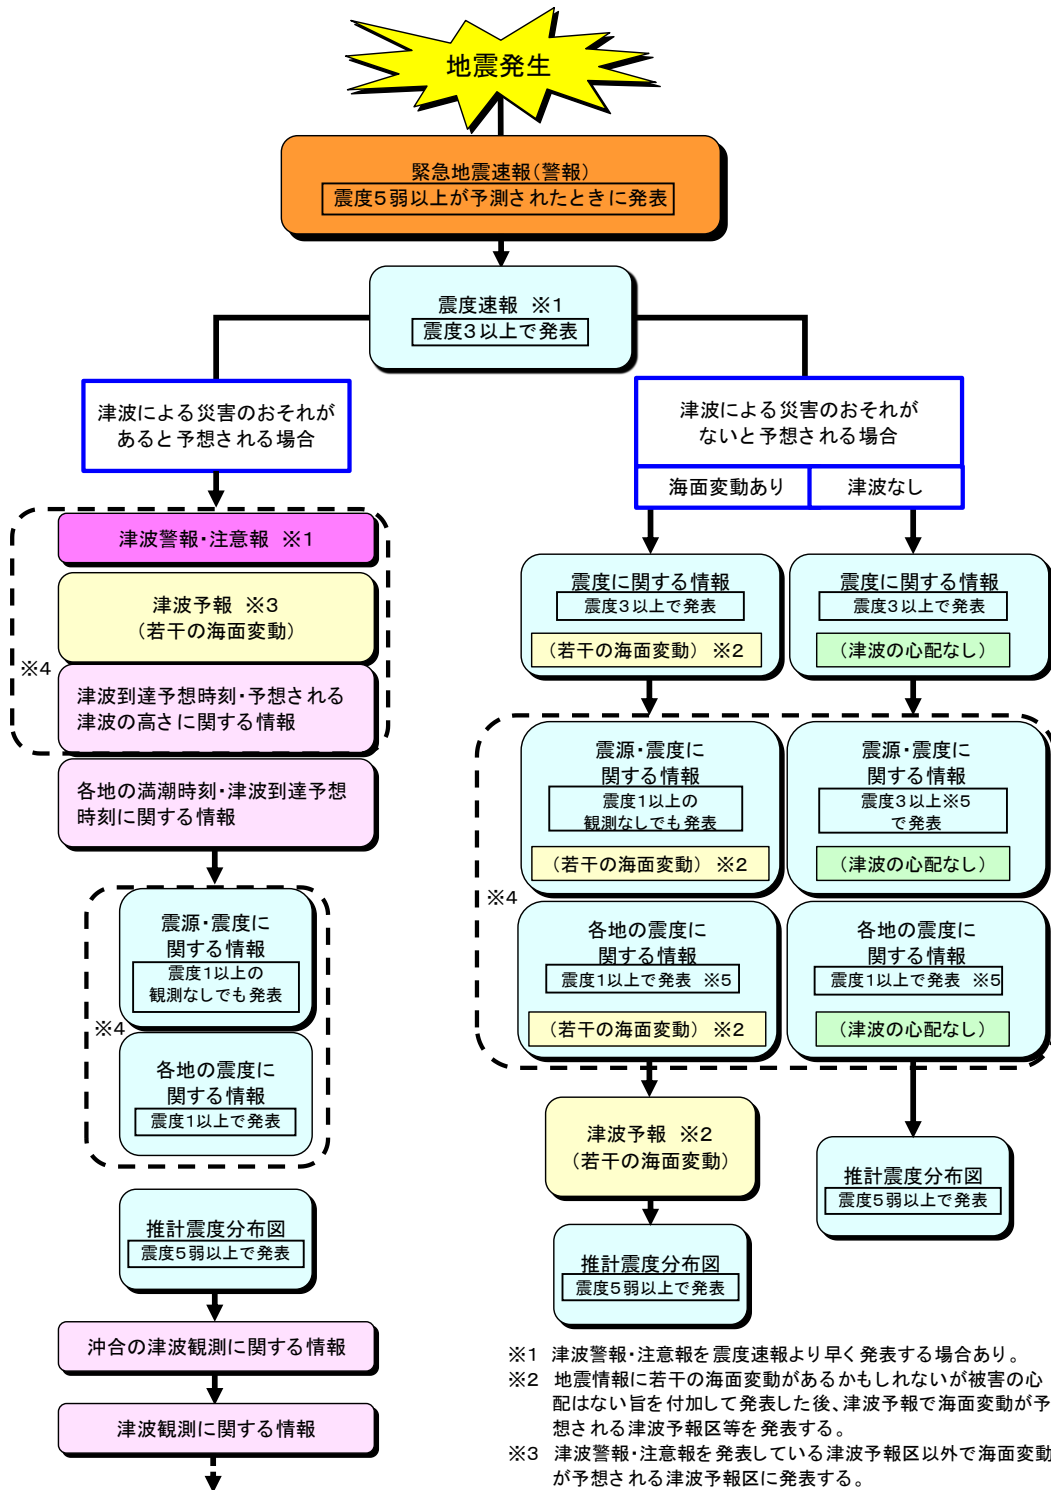 地震発生
緊急地震速報(警報)
震度5弱以上が予測されたときに発表
震度速報 ※1
震度3以上で発表
津波による災害のおそれが
あると予想される場合
津波警報・注意報 ※1
津波予報 ※3
(若干の海面変動)
※4
津波到達予想時刻・予想される
津波の高さに関する情報
各地の満潮時刻・津波到達予想
時刻に関する情報
震源・震度に
関する情報
震度1以上の
観測なしでも発表
※4
各地の震度に
関する情報
震度1以上で発表
推計震度分布図
震度5弱以上で発表
沖合の津波観測に関する情報
津波観測に関する情報
津波による災害のおそれが
ないと予想される場合
海面変動あり
津波なし
震度に関する情報
震度3以上で発表
(若干の海面変動) ※2
震度に関する情報
震度3以上で発表
(津波の心配なし)
※4
震源・震度に
関する情報
震度1以上の
観測なしでも発表
(若干の海面変動) ※2
震源・震度に
関する情報
震度3以上※5
で発表
(津波の心配なし)
各地の震度に
関する情報
震度1以上で発表 ※5
(若干の海面変動) ※2
各地の震度に
関する情報
震度1以上で発表 ※5
(津波の心配なし)
津波予報 ※2
(若干の海面変動)
推計震度分布図
震度5弱以上で発表
推計震度分布図
震度5弱以上で発表
※1 津波警報・注意報を震度速報より早く発表する場合あり。
※2 地震情報に若干の海面変動があるかもしれないが被害の心
配はない旨を付加して発表した後、津波予報で海面変動が予
想される津波予報区等を発表する。
※3 津波警報・注意報を発表している津波予報区以外で海面変動
が予想される津波予報区に発表する。